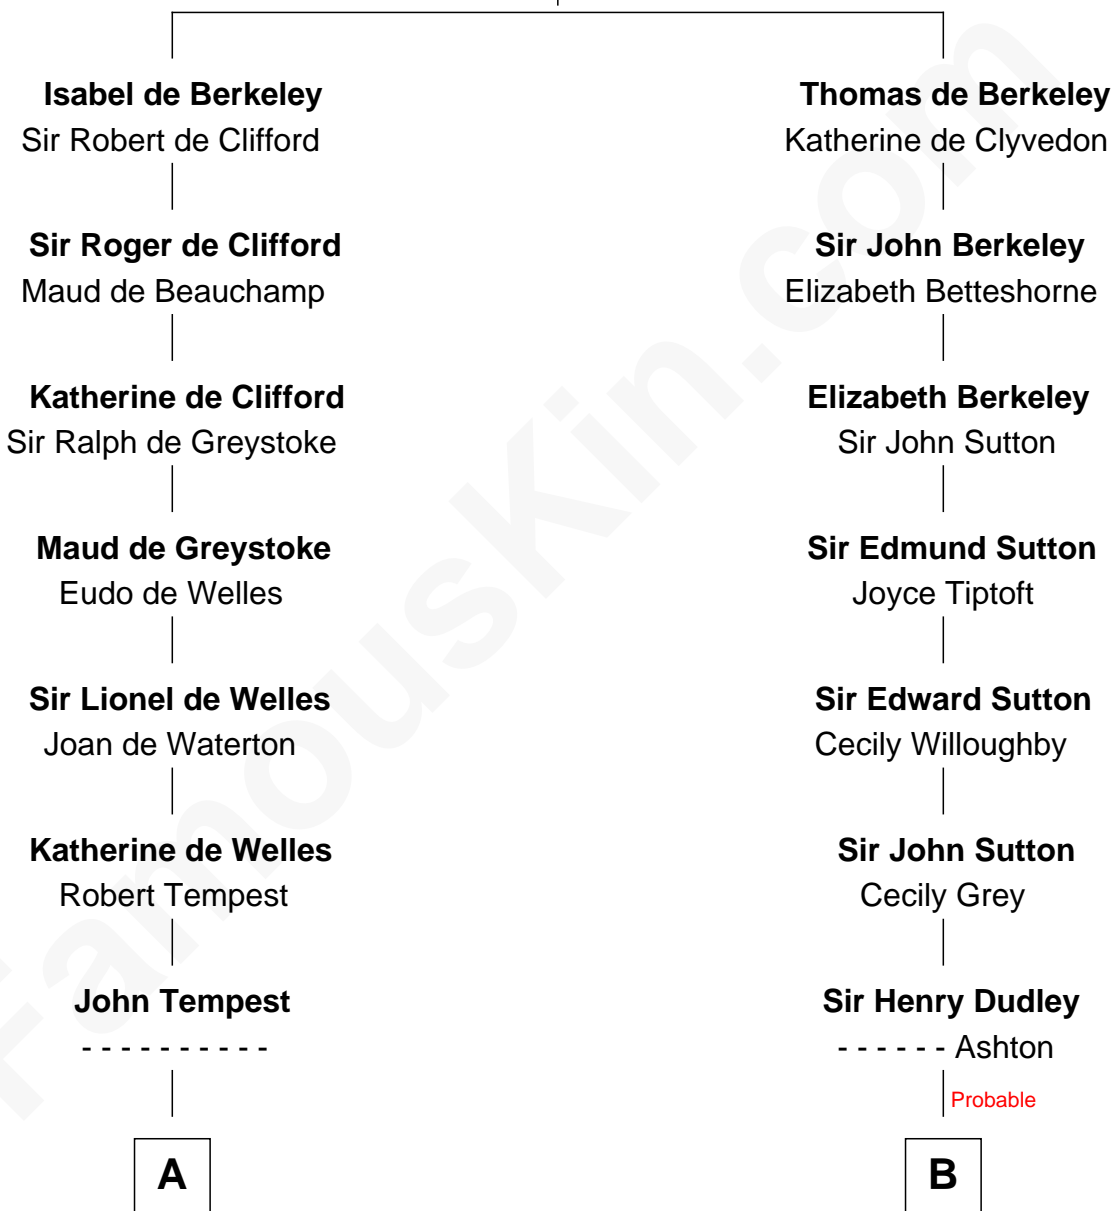 Isabel de Berkeley
Sir Robert de Clifford
Sir Roger de Clifford
Maud de Beauchamp
Katherine de Clifford
Sir Ralph de Greystoke
Maud de Greystoke
Eudo de Welles
Sir Lionel de Welles
Joan de Waterton
Katherine de Welles
Robert Tempest
John Tempest
- - - - - - - - - -
A
Thomas de Berkeley
Katherine de Clyvedon
Sir John Berkeley
Elizabeth Betteshorne
Elizabeth Berkeley
Sir John Sutton
Sir Edmund Sutton
Joyce Tiptoft
Sir Edward Sutton
Cecily Willoughby
Sir John Sutton
Cecily Grey
Sir Henry Dudley
- - - - - - Ashton
Probable
B
FamousKin.com